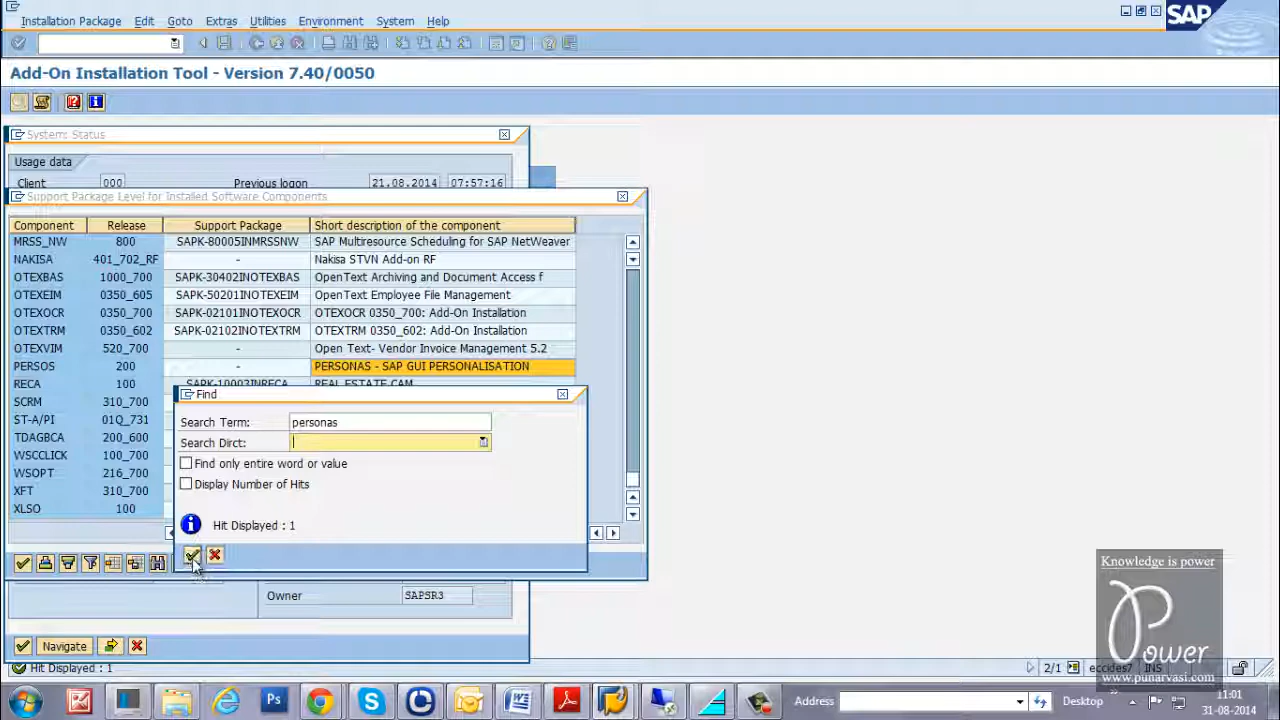 Installation Package Edit Goto Extras Utilities Environment System Help
SAP
Add-On Installation Tool - Version 7.40/0050
System: Status
Usage data
Client 000 Previous logon 21.08.2014 07:57:16
Support Package Level for Installed Software Components
Component Release Support Package Short description of the component
MRSS_NW 800 SAPK-80005INMRSSNW SAP Multiresource Scheduling for SAP NetWeaver
NAKISA 401_702_RF - Nakisa STVN Add-on RF
OTEXBAS 1000_700 SAPK-30402INOTEXBAS OpenText Archiving and Document Access f
OTEXEIM 0350_605 SAPK-50201INOTEXEIM OpenText Employee File Management
OTEXOCR 0350_700 SAPK-02101INOTEXOCR OTEXOCR 0350_700: Add-On Installation
OTEXTRM 0350_602 SAPK-02102INOTEXTRM OTEXTRM 0350_602: Add-On Installation
OTEXVIM 520_700 - Open Text- Vendor Invoice Management 5.2
PERSOS 200 - PERSONAS - SAP GUI PERSONALISATION
RECA 100 SAPK-10003INRECA REAL ESTATE CAM
SCRM 310_700
ST-A/PI 01Q_731
TDAGBCA 200_600
WSCCLICK 100_700
WSOPT 216_700
XFT 310_700
XLSO 100
Find
Search Term: personas
Search Dirct:
Find only entire word or value
Display Number of Hits
Hit Displayed : 1
Owner SAPSR3
Navigate
Hit Displayed : 1
2/1 eccides7 INS
Knowledge is power
Power
www.punarvasi.com
Address Desktop
11:01
31-08-2014